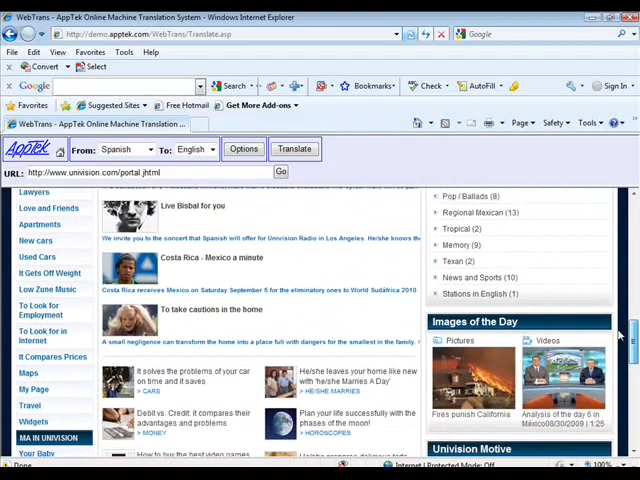 WebTrans - AppTek Online Machine Translation System - Windows Internet Explorer
http://demo.apptek.com/WebTrans/Translate.asp
Google
File Edit View Favorites Tools Help
x Convert Select
x Google Search Bookmarks Check AutoFill Sign In
Favorites Suggested Sites Free Hotmail Get More Add-ons
WebTrans - AppTek Online Machine Translation ...
Page Safety Tools
AppTek From: Spanish To: English Options Translate
URL: http://www.univision.com/portal.jhtml Go
Lawyers
Love and Friends
Apartments
New cars
Used Cars
It Gets Off Weight
Low Zune Music
To Look for
Employment
To Look for in
Internet
It Compares Prices
Maps
My Page
Travel
Widgets
MA IN UNIVISION
Your Baby
Live Bisbal for you
We invite you to the concert that Spanish will offer for Univision Radio in Los Angeles. He/she knows the
Costa Rica - Mexico a minute
Costa Rica receives Mexico on Saturday September 5 for the eliminatory ones to World Sudáfrica 2010.
To take cautions in the home
A small negligence can transform the home into a place full with dangers for the smallest in the family.
It solves the problems of your car
on time and it saves
> CARS
He/she leaves your home like new
with 'he/she Marries A Day'
> HE/SHE MARRIES
Debit vs. Credit: it compares their
advantages and problems
> MONEY
Plan your life successfully with the
phases of the moon!
> HOROSCOPES
How to buy the best video games
Pop / Ballads (8)
Regional Mexican (13)
Tropical (2)
Memory (9)
Texan (2)
News and Sports (10)
Stations in English (1)
Images of the Day
Pictures
Videos
Fires punish California
Analysis of the day 6 in
México08/30/2009 | 1:25
Univision Motive
Done
Internet | Protected Mode: Off
100%